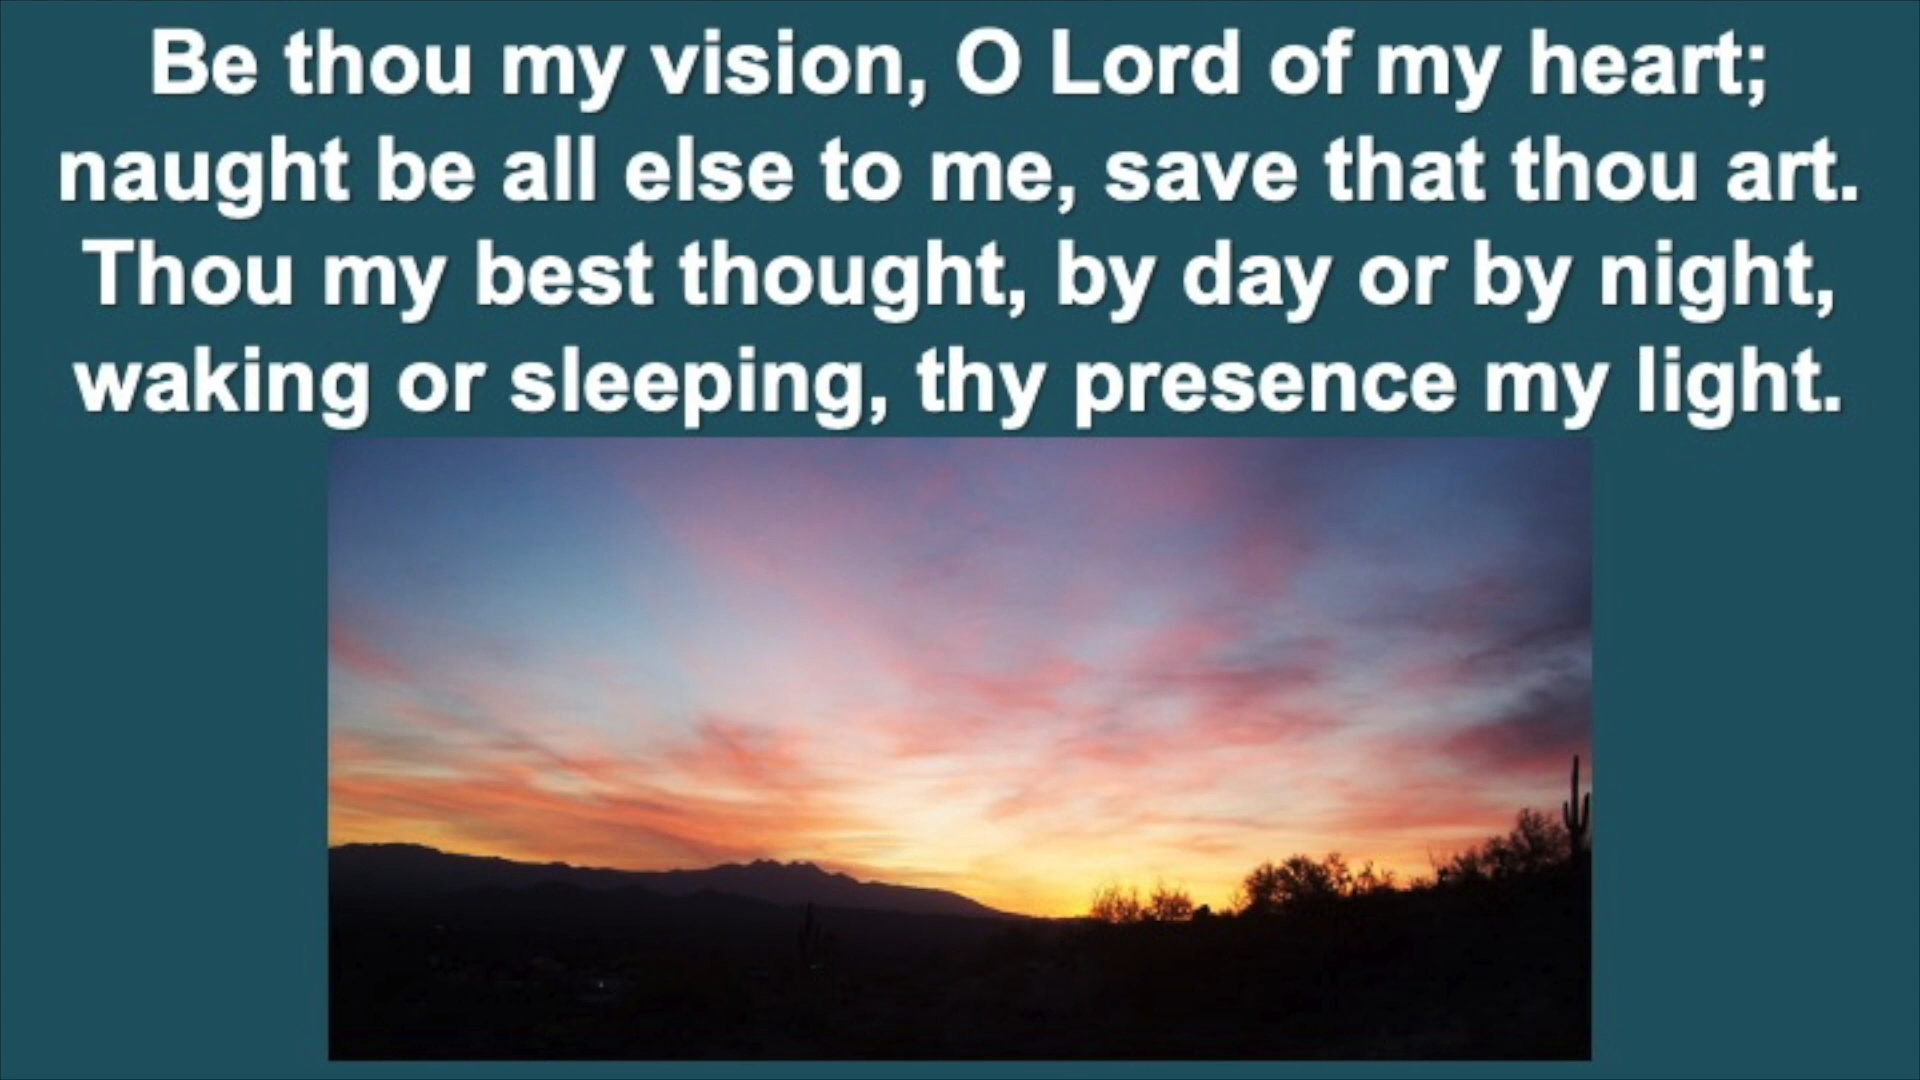 Be thou my vision, O Lord of my heart;
naught be all else to me, save that thou art.
Thou my best thought, by day or by night,
waking or sleeping, thy presence my light.